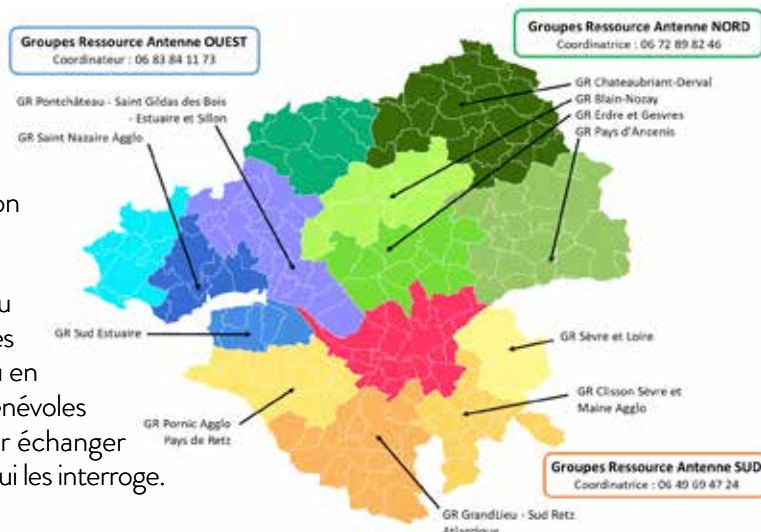 Groupes Ressource Antenne OUEST
Coordinateur : 06 83 84 11 73
Groupes Ressource Antenne NORD
Coordinatrice : 06 72 89 82 46
GR Pontchâteau - Saint Gildas des Bois
- Estuaire et Sillon
GR Saint Nazaire Agglo
GR Chateaubriant-Derval
GR Blain-Nozay
GR Erdre et Gesvres
GR Pays d'Ancenis
on
u
es
en
énévoles
r échanger
ui les interroge.
GR Sud Estuaire
GR Sèvre et Loire
GR Pornic Agglo
Pays de Retz
GR Clisson Sèvre et
Maine Agglo
Groupes Ressource Antenne SUD
Coordinatrice : 06 49 69 47 24
GR GrandLieu - Sud Retz
Atlantique